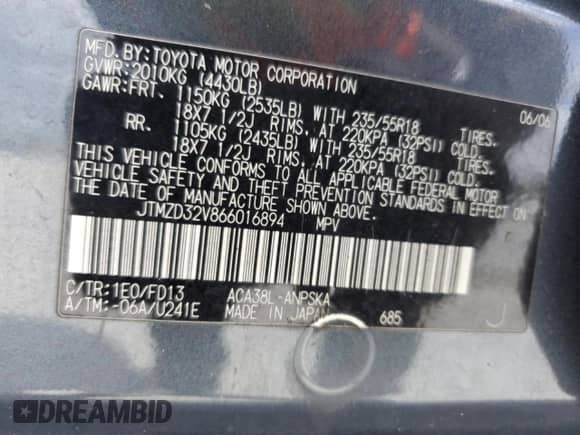 MFD. BY: TOYOTA MOTOR CORPORATION 06/06
GVWR: 2010KG (4430LB)
GAWR: FRT. 1150KG (2535LB) WITH 235/55R18 TIRES.
18X7 1/2J RIMS. AT 220KPA (32PSI) COLD.
RR. 1105KG (2435LB) WITH 235/55R18 TIRES.
18X7 1/2J RIMS. AT 220KPA (32PSI) COLD.
THIS VEHICLE CONFORMS TO ALL APPLICABLE FEDERAL MOTOR
VEHICLE SAFETY AND THEFT PREVENTION STANDARDS IN EFFECT ON
THE DATE OF MANUFACTURE SHOWN ABOVE.
JTMZD32V866016894 MPV
C/TR: 1E0/FD13 ACA38L-ANPSKA
A/TM: -06A/U241E MADE IN JAPAN 685 J
DREAMBID